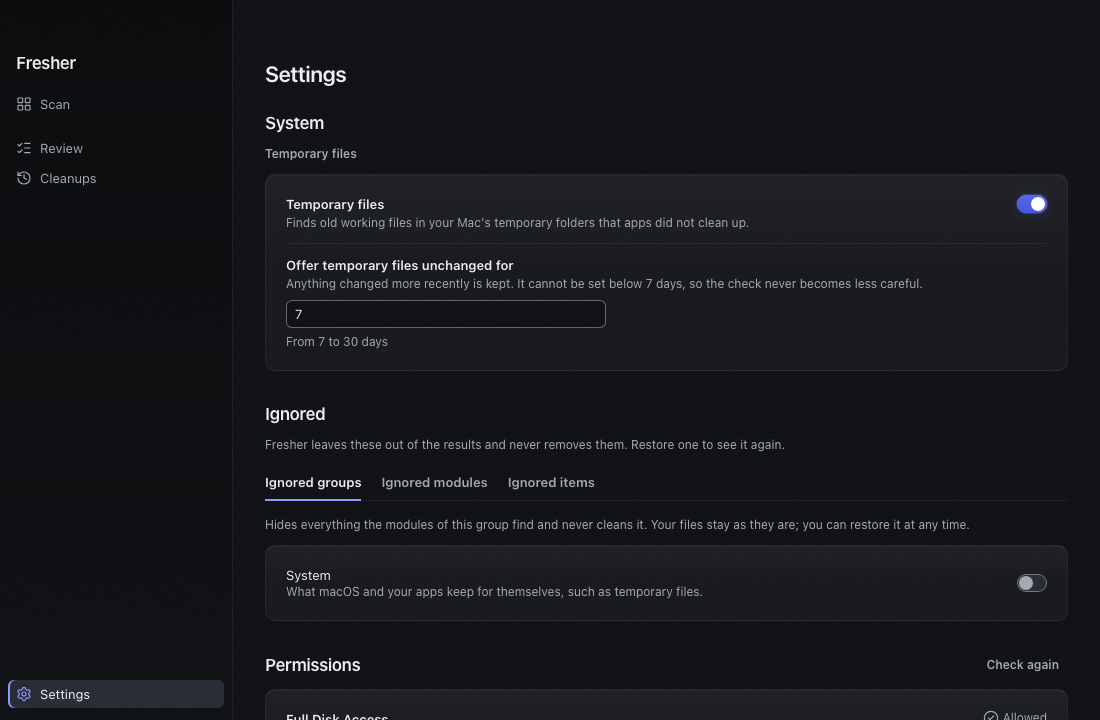 Fresher
Scan
Review
Cleanups
Settings
Settings
System
Temporary files
Temporary files
Finds old working files in your Mac's temporary folders that apps did not clean up.
Offer temporary files unchanged for
Anything changed more recently is kept. It cannot be set below 7 days, so the check never becomes less careful.
7
From 7 to 30 days
Ignored
Fresher leaves these out of the results and never removes them. Restore one to see it again.
Ignored groups
Ignored modules
Ignored items
Hides everything the modules of this group find and never cleans it. Your files stay as they are; you can restore it at any time.
System
What macOS and your apps keep for themselves, such as temporary files.
Permissions
Check again
Full Disk Access
Allowed